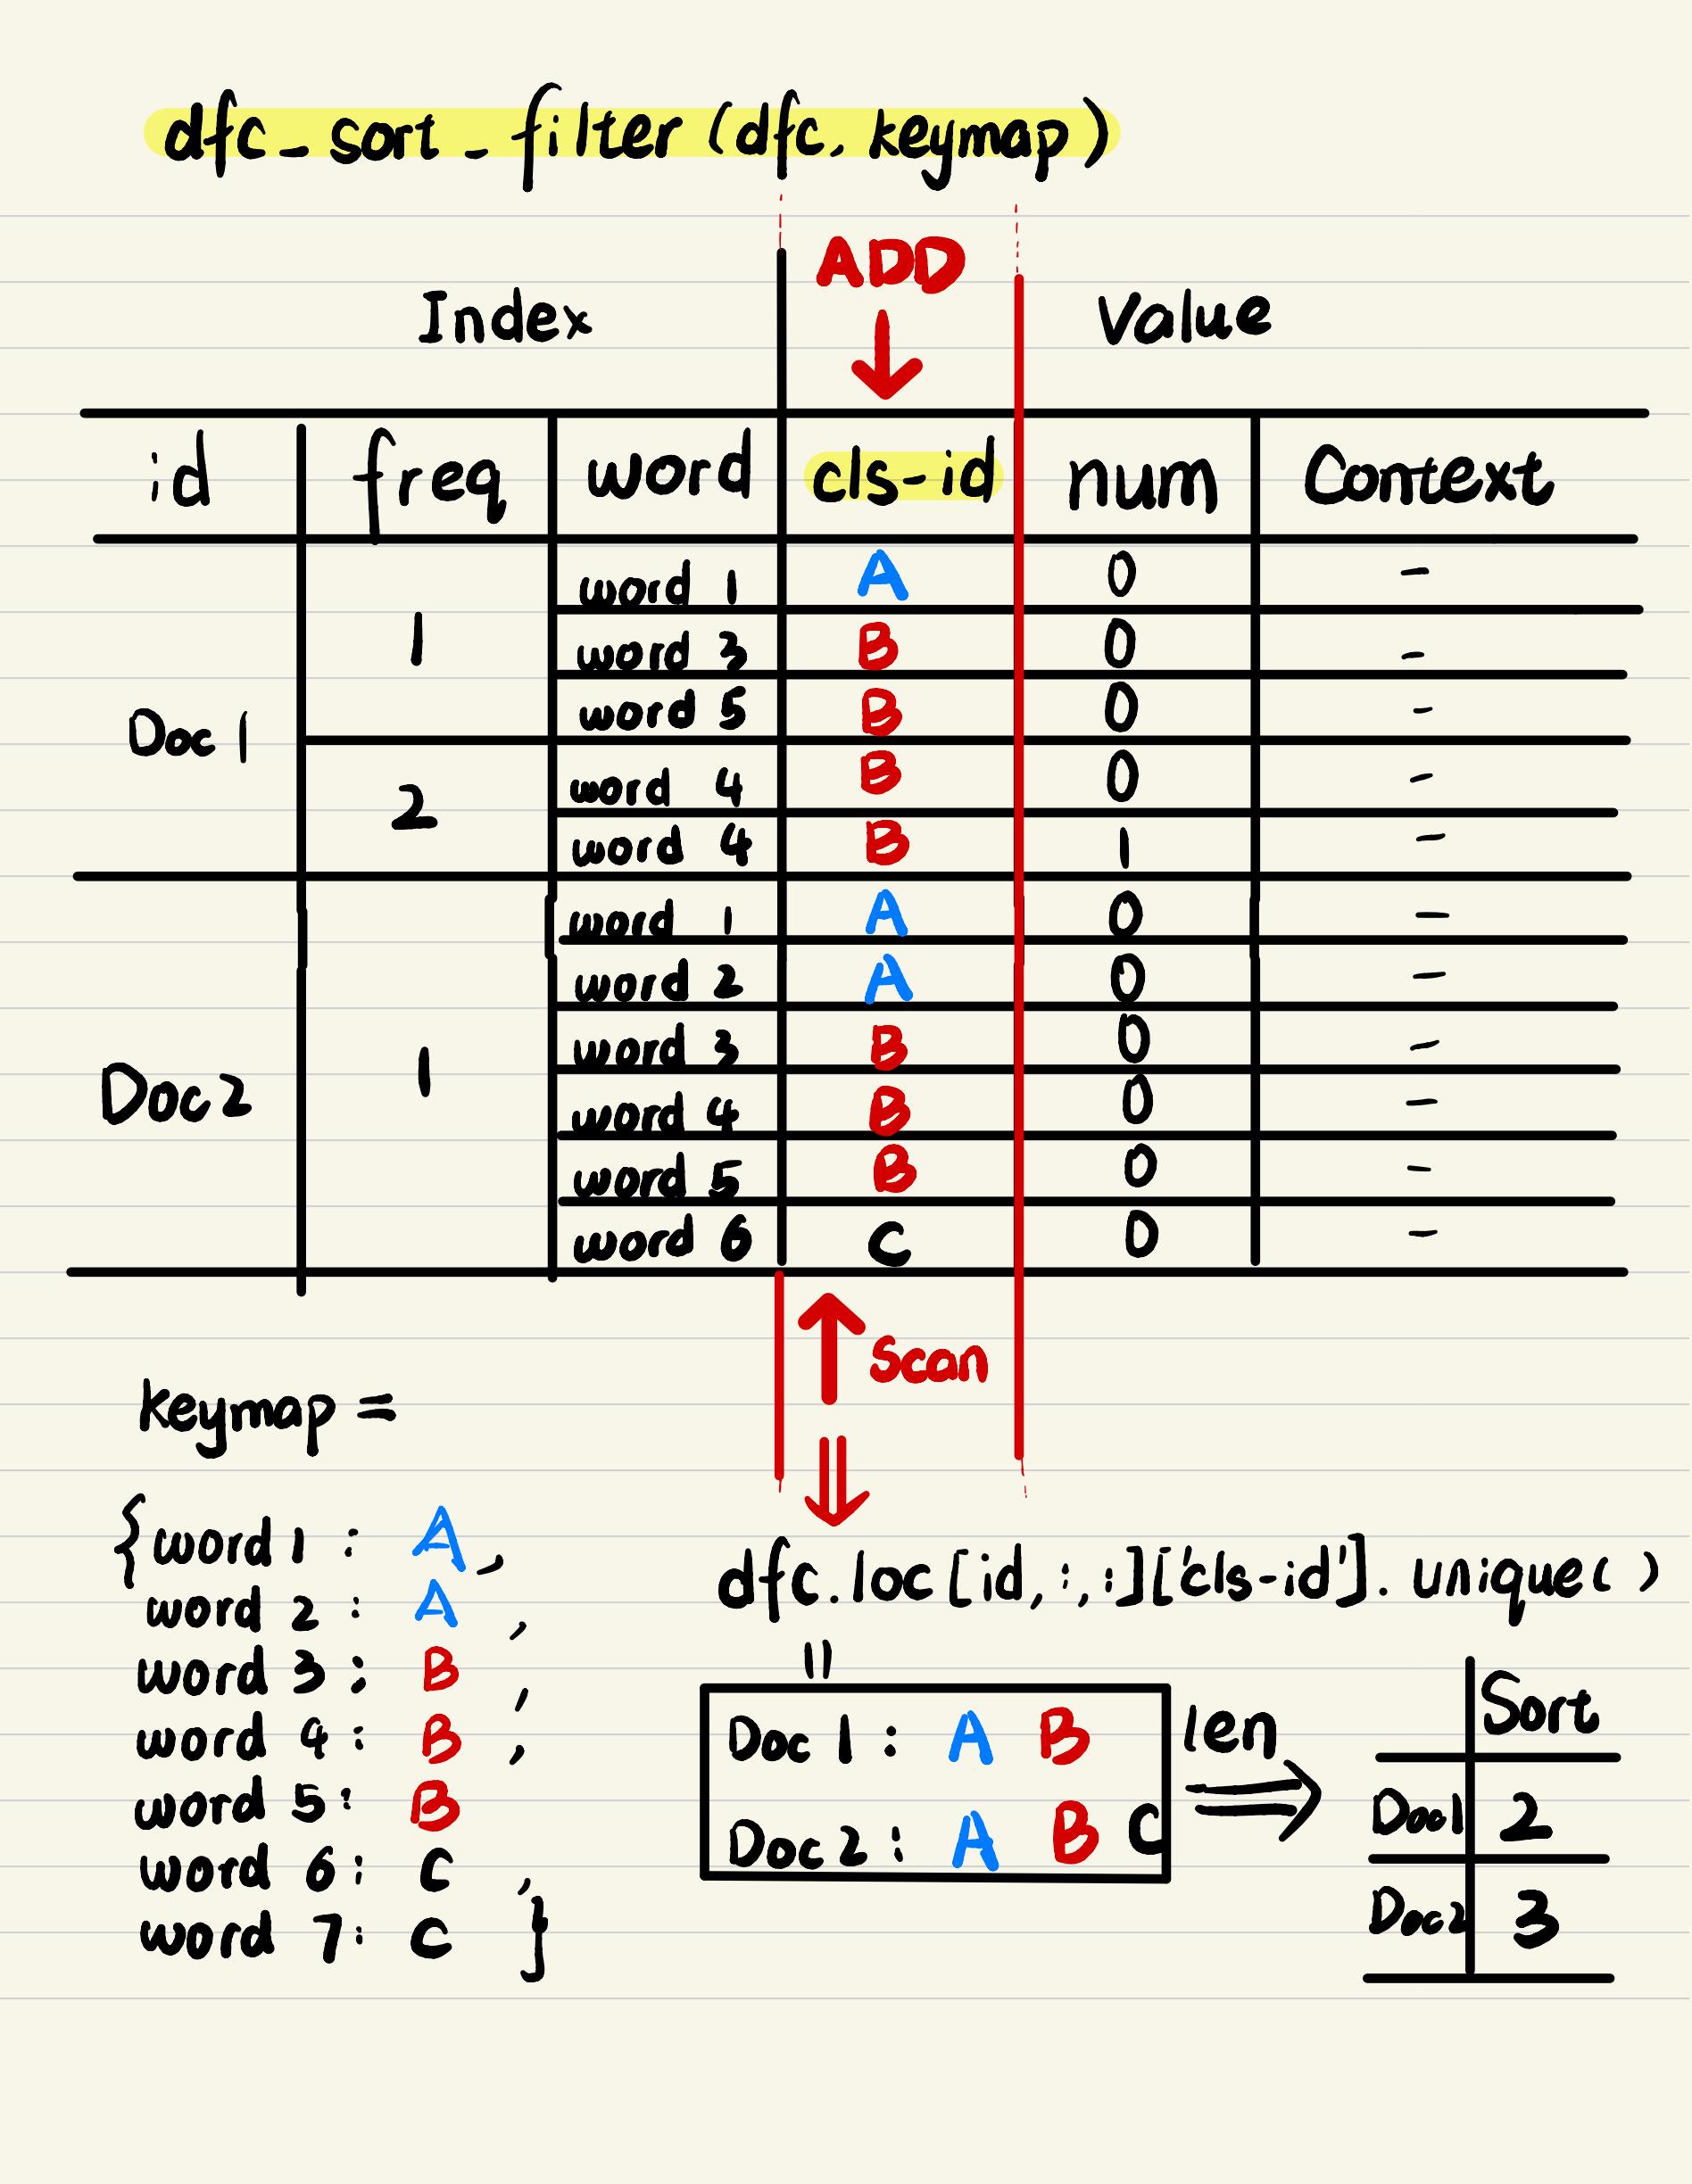 dfc_sort_filter (dfc, keymap)
ADD
Index Value
id freq word cls-id num Context
word 1 A 0 -
1 word 3 B 0 -
Doc 1 word 5 B 0 -
2 word 4 B 0 -
word 4 B 1 -
word 1 A 0 -
word 2 A 0 -
Doc 2 1 word 3 B 0 -
word 4 B 0 -
word 5 B 0 -
word 6 C 0 -
Scan
keymap =
{word 1 : A,
word 2 : A,
word 3 : B,
word 4 : B,
word 5 : B
word 6 : C,
word 7 : C }
dfc.loc[id, :, :]['cls-id'].unique( )
=
Doc 1 : A B
Doc 2 : A B C
len
Sort
Doc1 2
Doc2 3